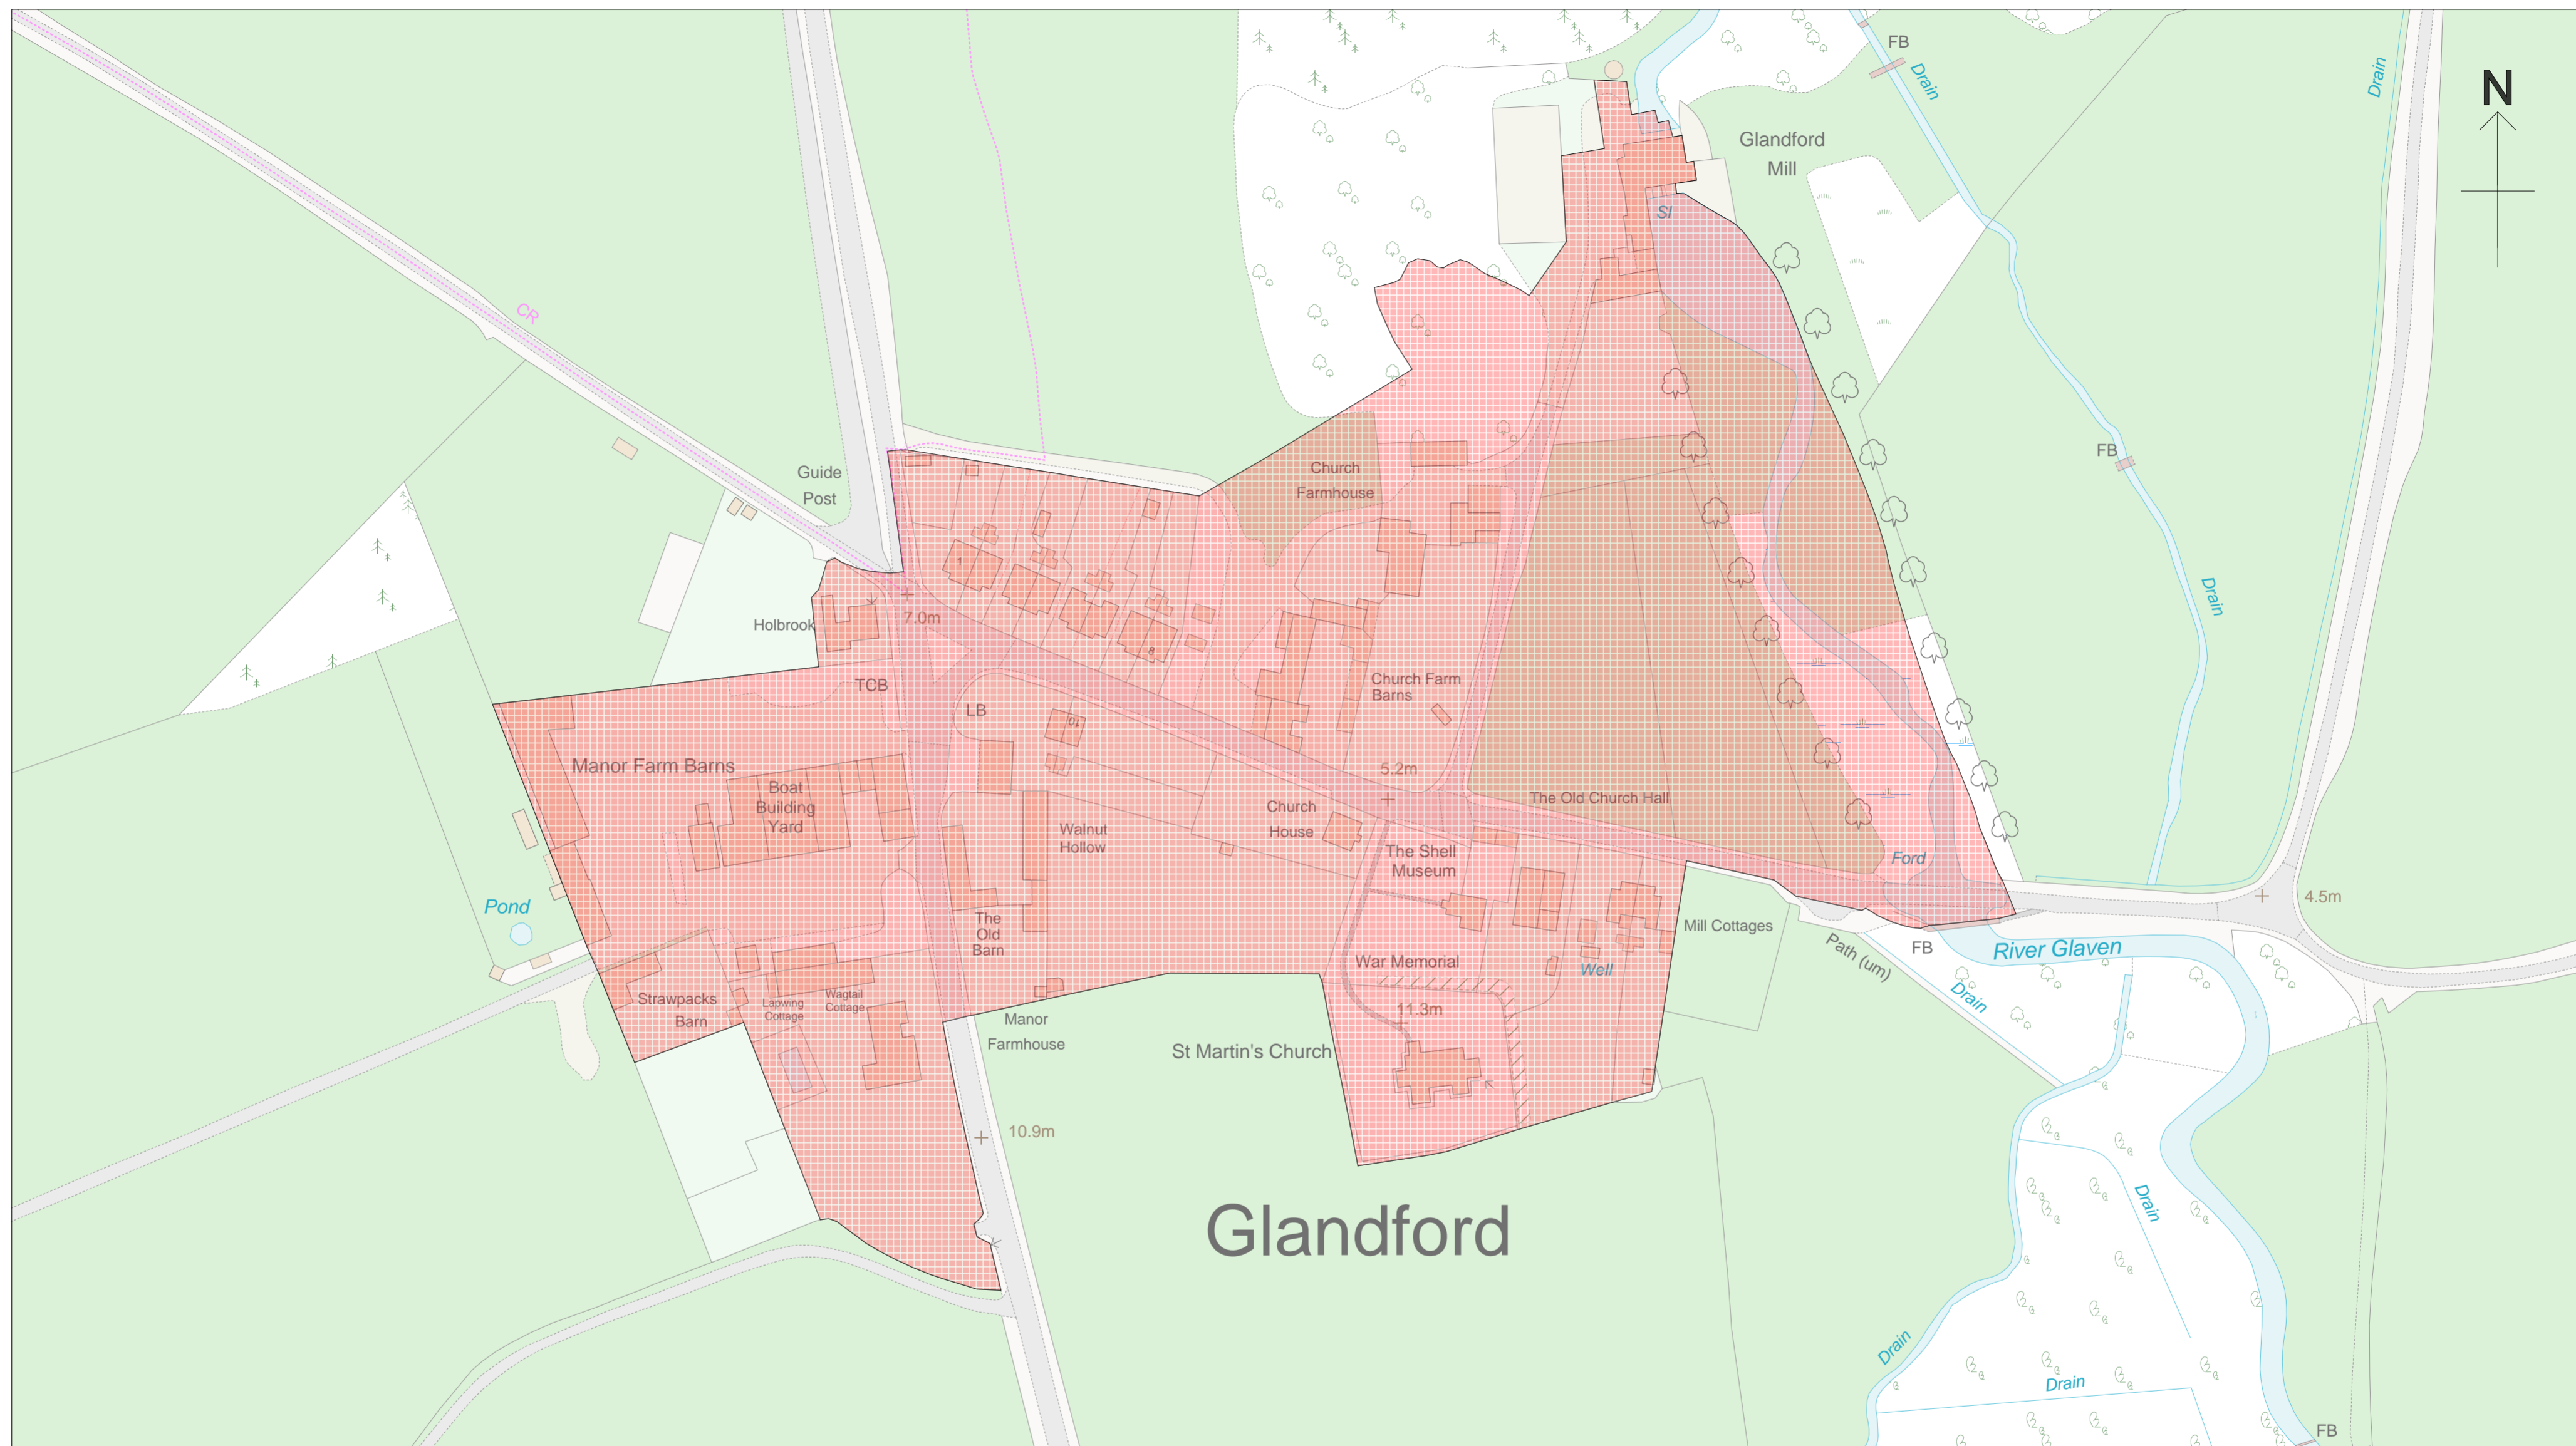 FB
Drain
Drain
N
Glandford
Mill
SI
CR
FB
Guide
Post
Church
Farmhouse
1
Drain
7.0m
Holbrook
8
TCB
Church Farm
Barns
LB
10
Manor Farm Barns
5.2m
Boat
Building
Yard
The Old Church Hall
Church
House
Walnut
Hollow
The Shell
Museum
Ford
4.5m
Pond
The
Old
Barn
Mill Cottages
Path (um)
FB
River Glaven
War Memorial
Well
Strawpacks
Barn
Lapwing
Cottage
Wagtail
Cottage
Drain
11.3m
Manor
Farmhouse
St Martin's Church
10.9m
Drain
Glandford
Drain
Drain
FB